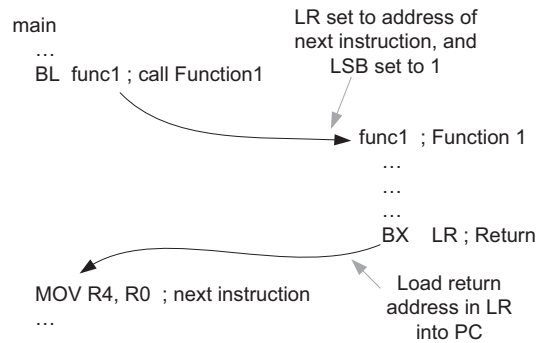 main
…
BL func1 ; call Function1
LR set to address of
next instruction, and
LSB set to 1
func1 ; Function 1
…
…
…
BX LR ; Return
MOV R4, R0 ; next instruction
…
Load return
address in LR
into PC